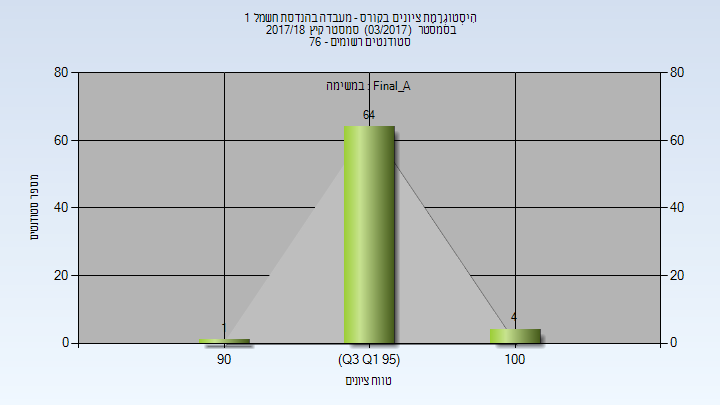 היסטוגרמת ציונים בקורס - מעבדה בהנדסת חשמל 1
בסמסטר (03/2017) סמסטר קיץ 2017/18
סטודנטים רשומים - 76
במשימה : Final_A
80
60
40
20
0
80
60
40
20
0
מספר סטודנטים
1
64
4
90
(Q3 Q1 95)
100
טווח ציונים